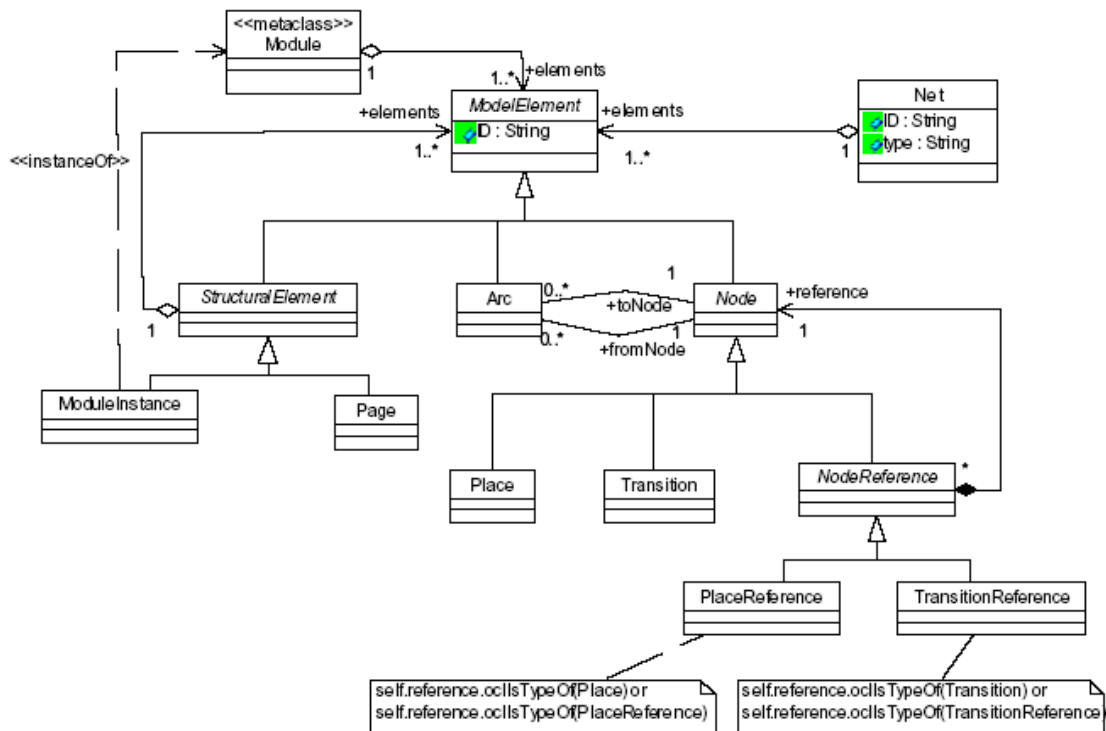 <<metaclass>>
Module
1
1..*
+elements
ModelElement
ID : String
+elements
1..*
+elements
1..*
Net
ID : String
type : String
1
<<instanceOf>>
StructuralElement
1
Arc
0..*
1
+toNode
0..*
1
+fromNode
Node
+reference
1
ModuleInstance
Page
Place
Transition
NodeReference
*
PlaceReference
TransitionReference
self.reference.oclIsTypeOf(Place) or
self.reference.oclIsTypeOf(PlaceReference)
self.reference.oclIsTypeOf(Transition) or
self.reference.oclIsTypeOf(TransitionReference)